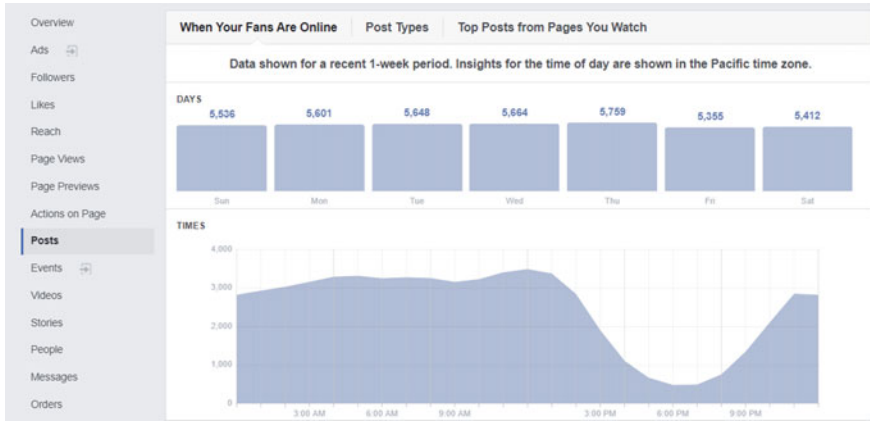 Overview
Ads
Followers
Likes
Reach
Page Views
Page Previews
Actions on Page
Posts
Events
Videos
Stories
People
Messages
Orders
When Your Fans Are Online Post Types Top Posts from Pages You Watch
Data shown for a recent 1-week period. Insights for the time of day are shown in the Pacific time zone.
DAYS
5,536 5,601 5,648 5,664 5,759 5,355 5,412
Sun Mon Tue Wed Thu Fri Sat
TIMES
4,000
3,000
2,000
1,000
0
3:00 AM 6:00 AM 9:00 AM 3:00 PM 6:00 PM 9:00 PM